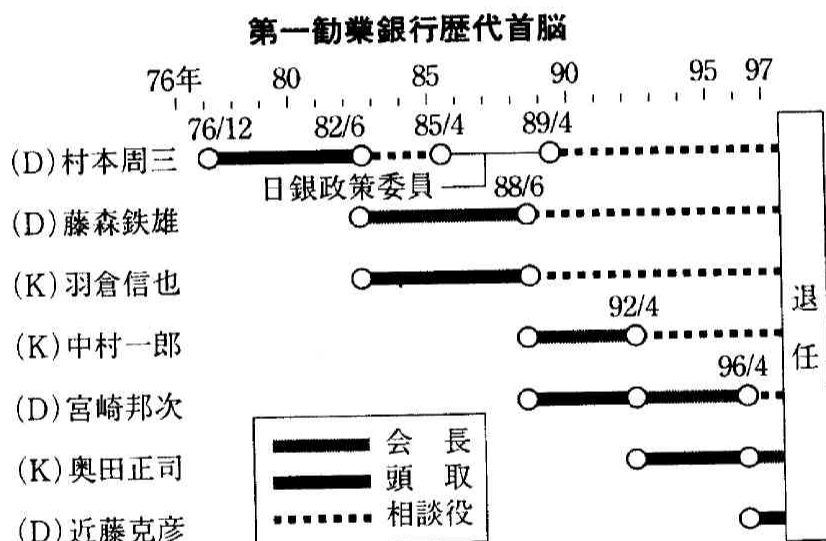 第一勧業銀行歴代首脳
76年 80 85 90 95 97
76/12 82/6 85/4 89/4
(D)村本周三
日銀政策委員
88/6
(D)藤森鉄雄
(K)羽倉信也
92/4
(K)中村一郎
96/4
(D)宮崎邦次
(K)奥田正司
(D)近藤克彦
会長
頭取
相談役
退任